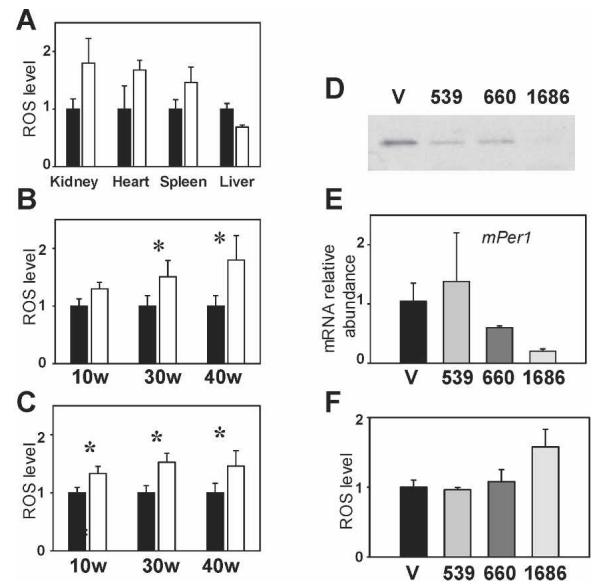 A
ROS level
2
1
0
Kidney Heart Spleen Liver
B
ROS level
2
1
0
* *
10w 30w 40w
C
ROS level
2
1
0
* * *
10w 30w 40w
D
V 539 660 1686
E
mRNA relative
abundance
2
1
0
mPer1
V 539 660 1686
F
ROS level
2
1
0
V 539 660 1686